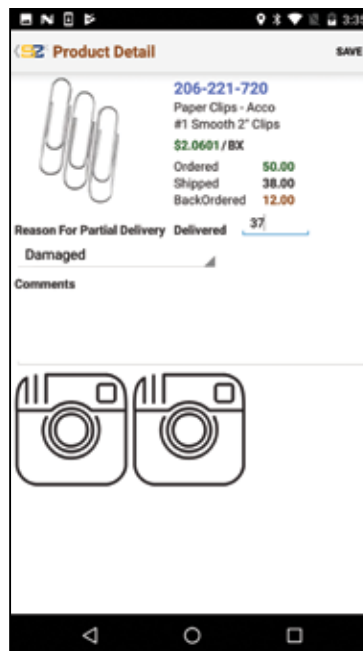 3:35
Product Detail
SAVE
206-221-720
Paper Clips - Acco
#1 Smooth 2" Clips
$2.0601/BX
Ordered 50.00
Shipped 38.00
BackOrdered 12.00
Reason For Partial Delivery Delivered 37
Damaged
Comments